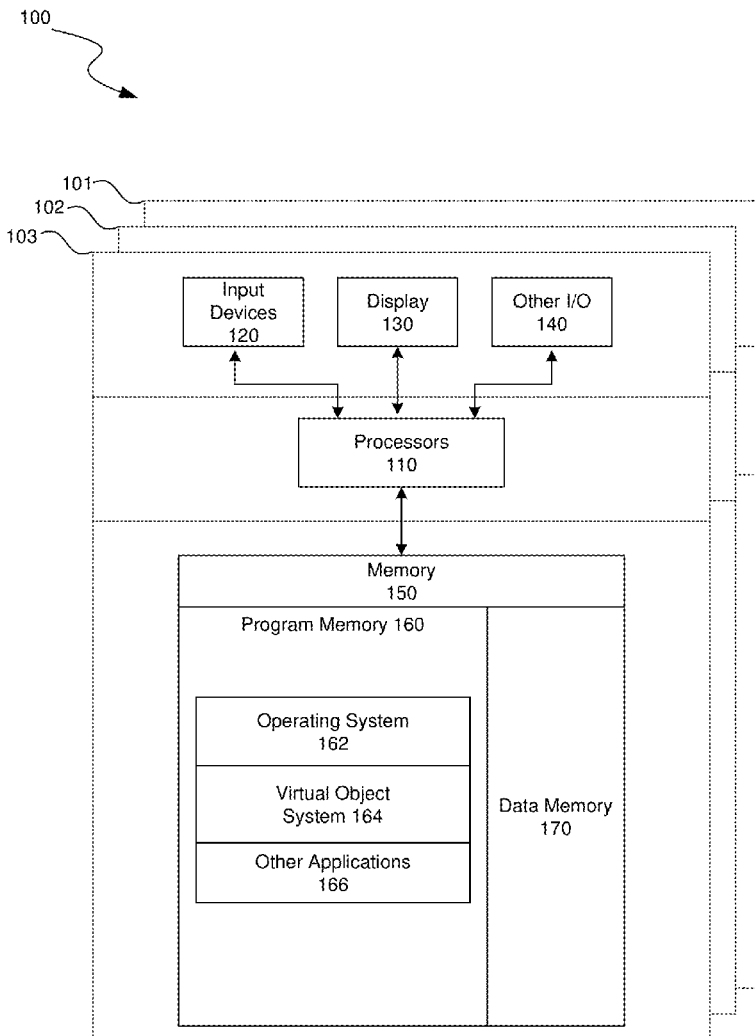 100
101
102
103
Input
Devices
120
Display
130
Other I/O
140
Processors
110
Memory
150
Program Memory 160
Operating System
162
Virtual Object
System 164
Other Applications
166
Data Memory
170